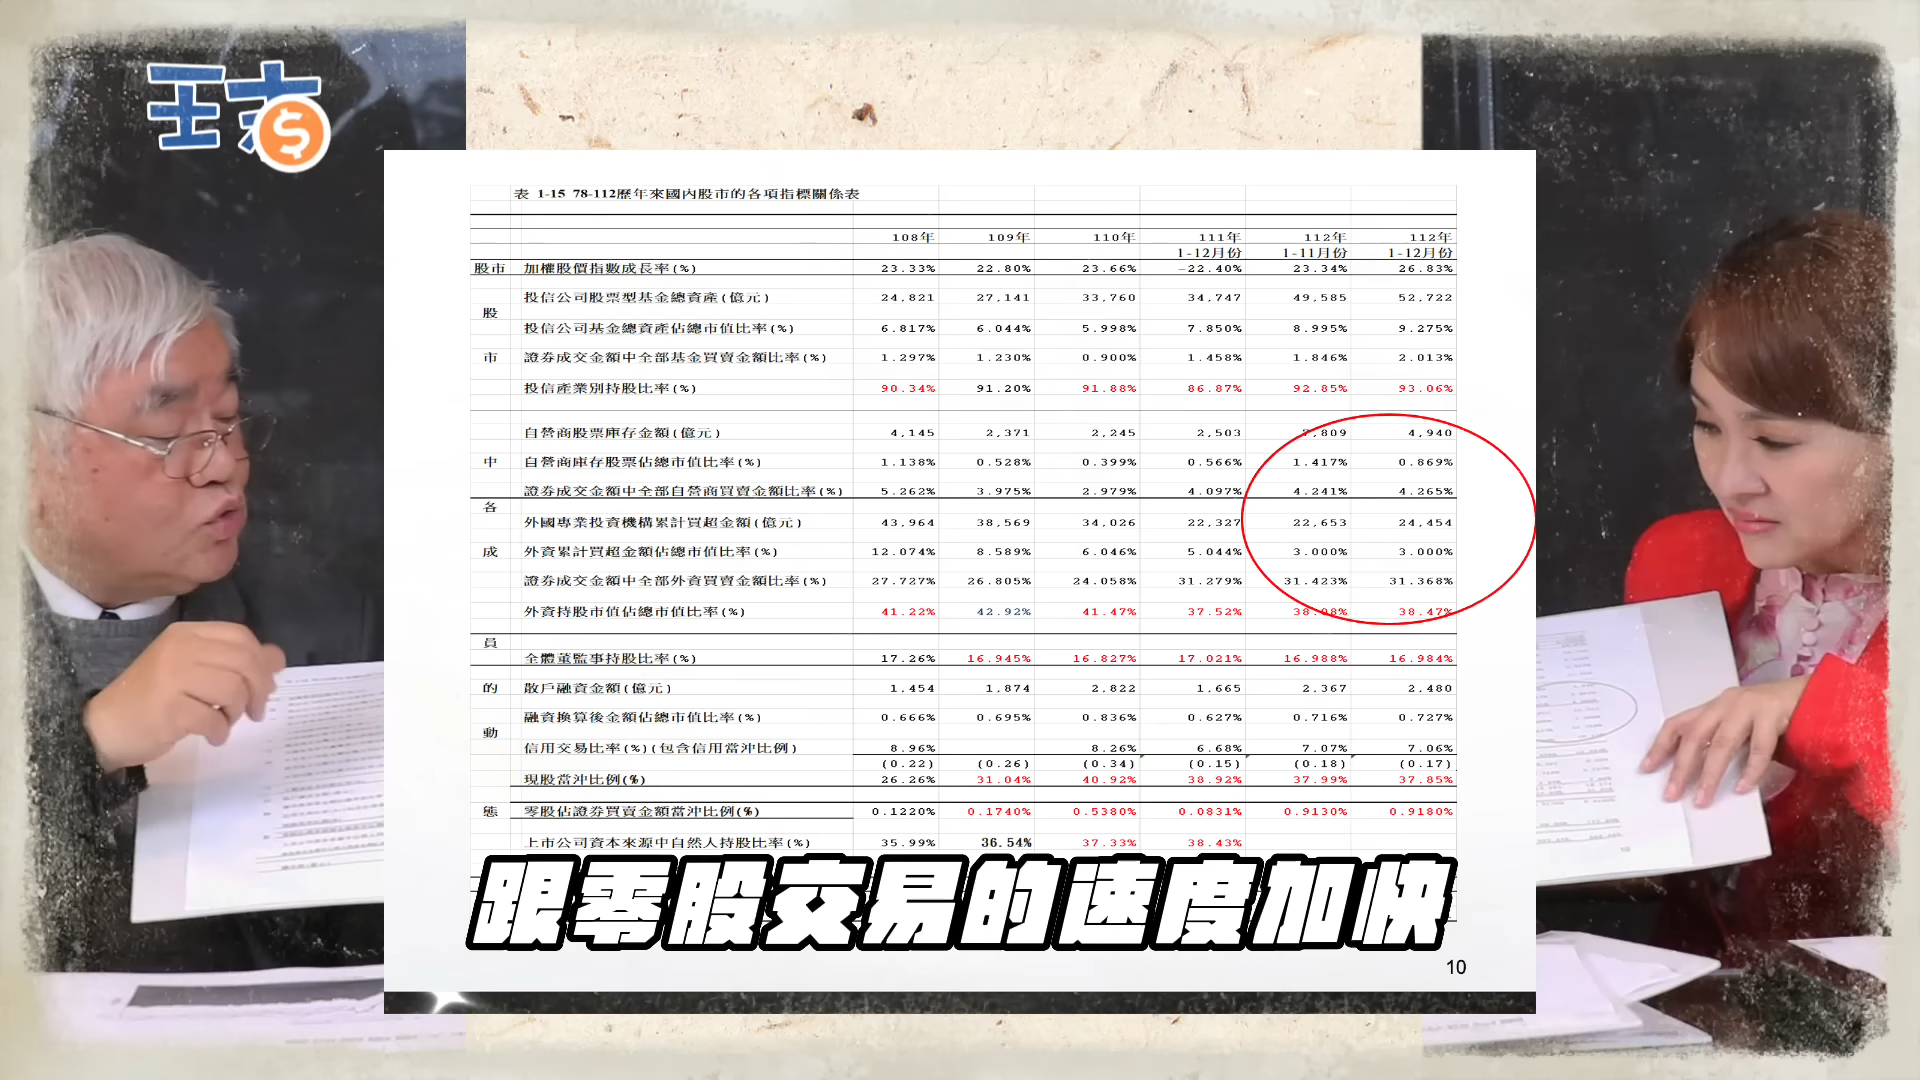 王志
$
表 1-15 78-112歷年來國內股市的各項指標關係表
108年 109年 110年 111年 112年 112年
1-12月份 1-11月份 1-12月份
股市 加權股價指數成長率(%) 23.33% 22.80% 23.66% -22.40% 23.34% 26.83%
投信公司股票型基金總資產(億元) 24,821 27,141 33,760 34,747 49,585 52,722
股
投信公司基金總資產佔總市值比率(%) 6.817% 6.044% 5.998% 7.850% 8.995% 9.275%
市 證券成交金額中全部基金買賣金額比率(%) 1.297% 1.230% 0.900% 1.458% 1.846% 2.013%
投信產業別持股比率(%) 90.34% 91.20% 91.88% 86.87% 92.85% 93.06%
自營商股票庫存金額(億元) 4,145 2,371 2,245 2,503 ,809 4,940
中 自營商庫存股票佔總市值比率(%) 1.138% 0.528% 0.399% 0.566% 1.417% 0.869%
證券成交金額中全部自營商買賣金額比率(%) 5.262% 3.975% 2.979% 4.097% 4.241% 4.265%
各
外國專業投資機構累計買超金額(億元) 43,964 38,569 34,026 22,327 22,653 24,454
成 外資累計買超金額佔總市值比率(%) 12.074% 8.589% 6.046% 5.044% 3.000% 3.000%
證券成交金額中全部外資買賣金額比率(%) 27.727% 26.805% 24.058% 31.279% 31.423% 31.368%
外資持股市值佔總市值比率(%) 41.22% 42.92% 41.47% 37.52% 38.98% 38.47%
員
全體董監事持股比率(%) 17.26% 16.945% 16.827% 17.021% 16.988% 16.984%
的 散戶融資金額(億元) 1.454 1.874 2,822 1,665 2,367 2,480
融資換算後金額佔總市值比率(%) 0.666% 0.695% 0.836% 0.627% 0.716% 0.727%
動
信用交易比率(%)(包含信用當沖比例) 8.96% 8.26% 6.68% 7.07% 7.06%
(0.22) (0.26) (0.34) (0.15) (0.18) (0.17)
現股當沖比例(%) 26.26% 31.04% 40.92% 38.92% 37.99% 37.85%
態 零股佔證券買賣金額當沖比例(%) 0.1220% 0.1740% 0.5380% 0.0831% 0.9130% 0.9180%
上市公司資本來源中自然人持股比率(%) 35.99% 36.54% 37.33% 38.43%
跟零股交易的速度加快
10